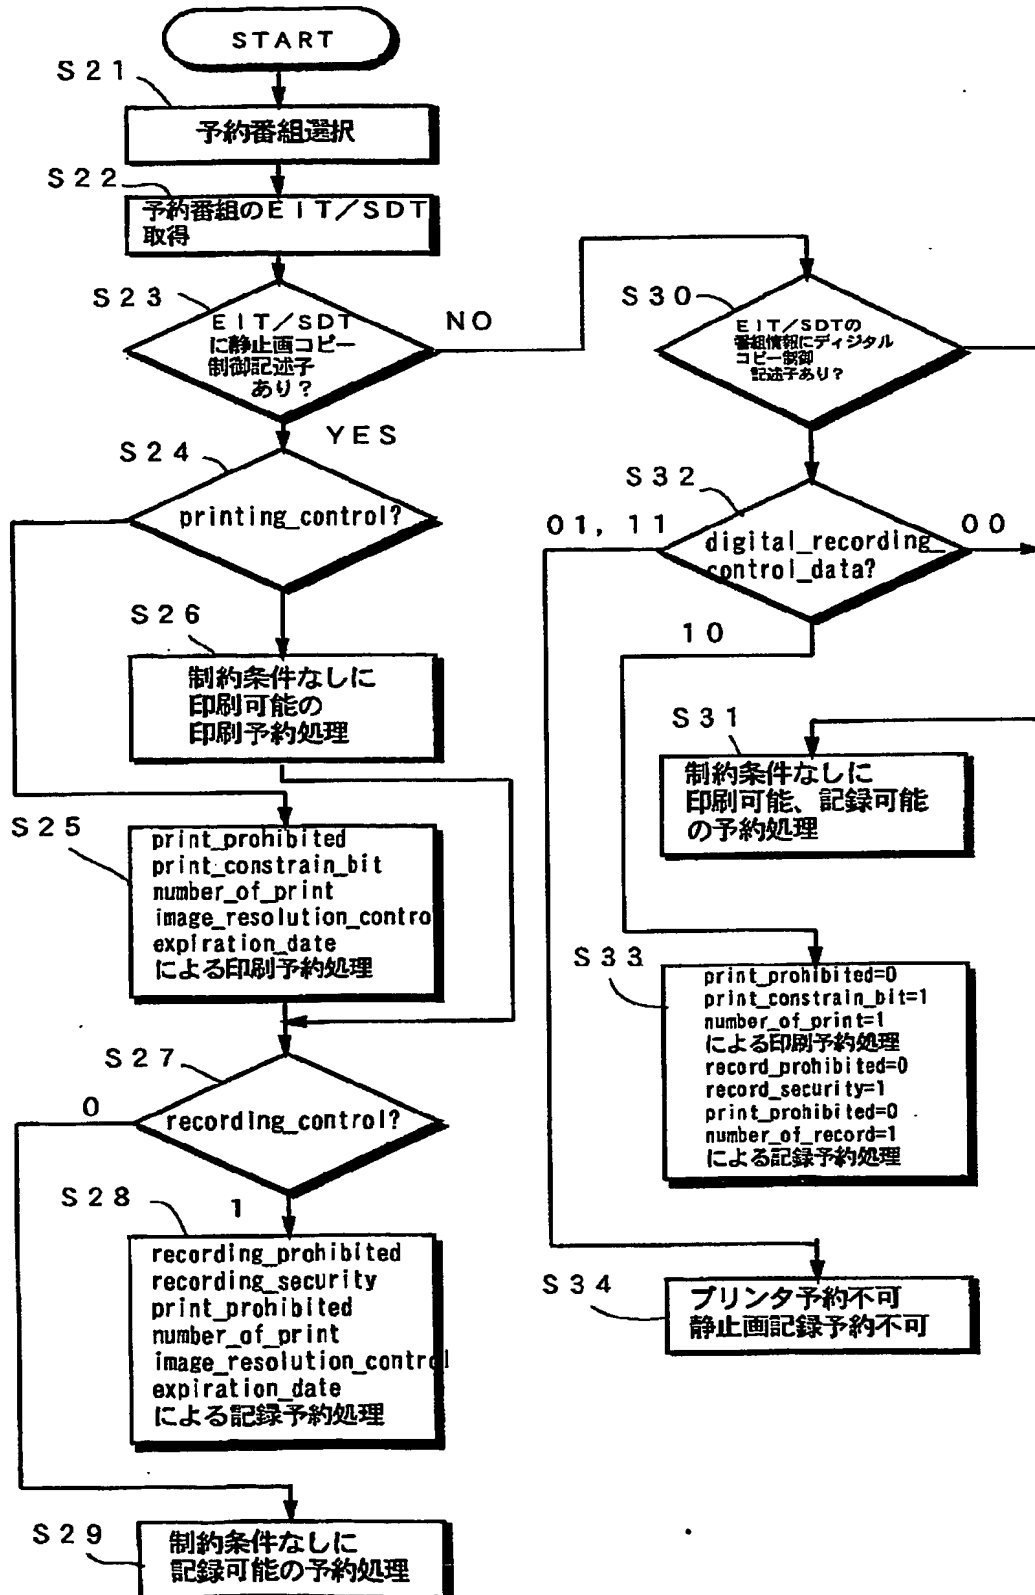 START
S21
予約番組選択
S22
予約番組のEIT/SDT
取得
S23
EIT/SDT
に静止画コピー
制御記述子
あり?
NO
YES
S24
printing_control?
S26
制約条件なしに
印刷可能の
印刷予約処理
S25
print_prohibited
print_constrain_bit
number_of_print
image_resolution_contro
expiration_date
による印刷予約処理
S27
0
recording_control?
1
S28
recording_prohibited
recording_security
print_prohibited
number_of_print
image_resolution_control
expiration_date
による記録予約処理
S29
制約条件なしに
記録可能の予約処理
S30
EIT/SDTの
番組情報にディジタル
コピー制御
記述子あり?
S32
01, 11
digital_recording_
control_data?
00
10
S31
制約条件なしに
印刷可能、記録可能
の予約処理
S33
print_prohibited=0
print_constrain_bit=1
number_of_print=1
による印刷予約処理
record_prohibited=0
record_security=1
print_prohibited=0
number_of_record=1
による記録予約処理
S34
プリンタ予約不可
静止画記録予約不可